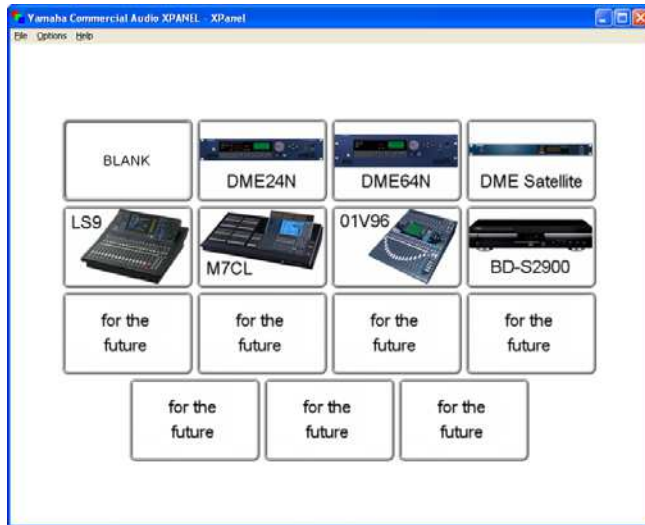 Yamaha Commercial Audio XPANEL - XPanel
File Options Help
BLANK
DME24N
DME64N
DME Satellite
LS9
M7CL
01V96
BD-S2900
for the
future
for the
future
for the
future
for the
future
for the
future
for the
future
for the
future